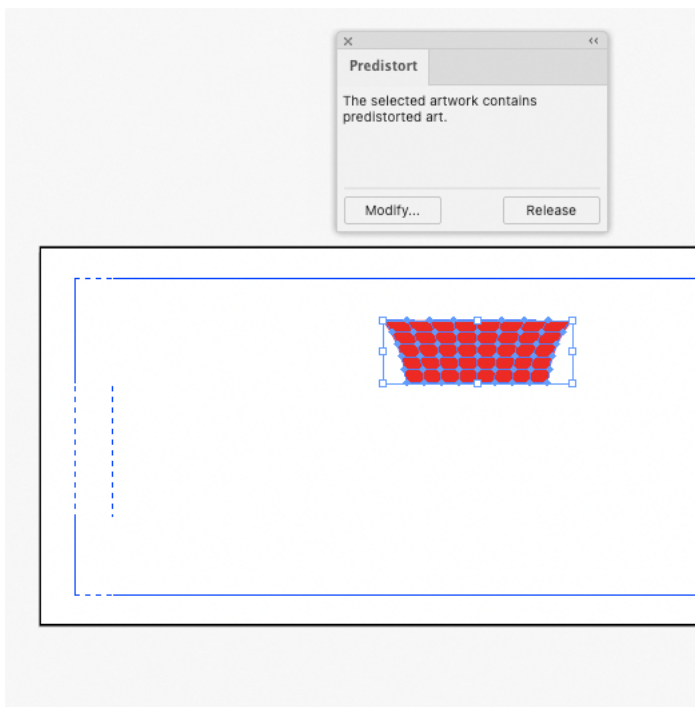 Predistort
The selected artwork contains
predistorted art.
Modify...
Release